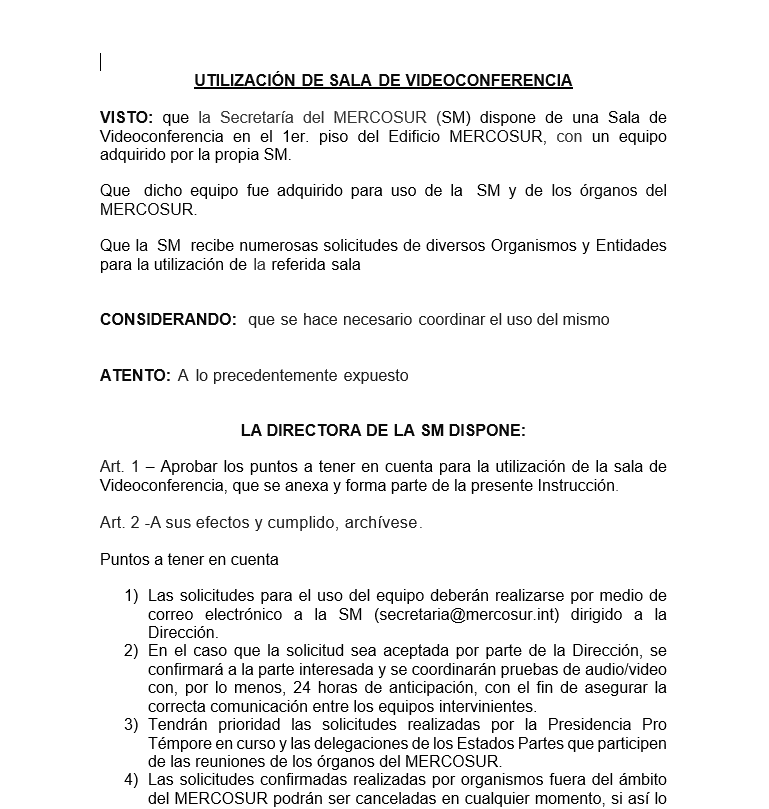 UTILIZACIÓN DE SALA DE VIDEOCONFERENCIA
VISTO: que la Secretaría del MERCOSUR (SM) dispone de una Sala de
Videoconferencia en el 1er. piso del Edificio MERCOSUR, con un equipo
adquirido por la propia SM.
Que dicho equipo fue adquirido para uso de la SM y de los órganos del
MERCOSUR.
Que la SM recibe numerosas solicitudes de diversos Organismos y Entidades
para la utilización de la referida sala
CONSIDERANDO: que se hace necesario coordinar el uso del mismo
ATENTO: A lo precedentemente expuesto
LA DIRECTORA DE LA SM DISPONE:
Art. 1 – Aprobar los puntos a tener en cuenta para la utilización de la sala de
Videoconferencia, que se anexa y forma parte de la presente Instrucción.
Art. 2 -A sus efectos y cumplido, archívese.
Puntos a tener en cuenta
1) Las solicitudes para el uso del equipo deberán realizarse por medio de
correo electrónico a la SM (secretaria@mercosur.int) dirigido a la
Dirección.
2) En el caso que la solicitud sea aceptada por parte de la Dirección, se
confirmará a la parte interesada y se coordinarán pruebas de audio/video
con, por lo menos, 24 horas de anticipación, con el fin de asegurar la
correcta comunicación entre los equipos intervinientes.
3) Tendrán prioridad las solicitudes realizadas por la Presidencia Pro
Témpore en curso y las delegaciones de los Estados Partes que participen
de las reuniones de los órganos del MERCOSUR.
4) Las solicitudes confirmadas realizadas por organismos fuera del ámbito
del MERCOSUR podrán ser canceladas en cualquier momento, si así lo